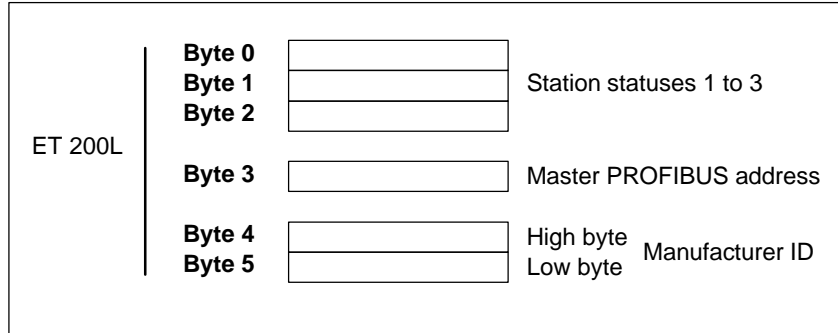 Byte 0
Byte 1 Station statuses 1 to 3
Byte 2
ET 200L
Byte 3 Master PROFIBUS address
Byte 4 High byte
Manufacturer ID
Byte 5 Low byte